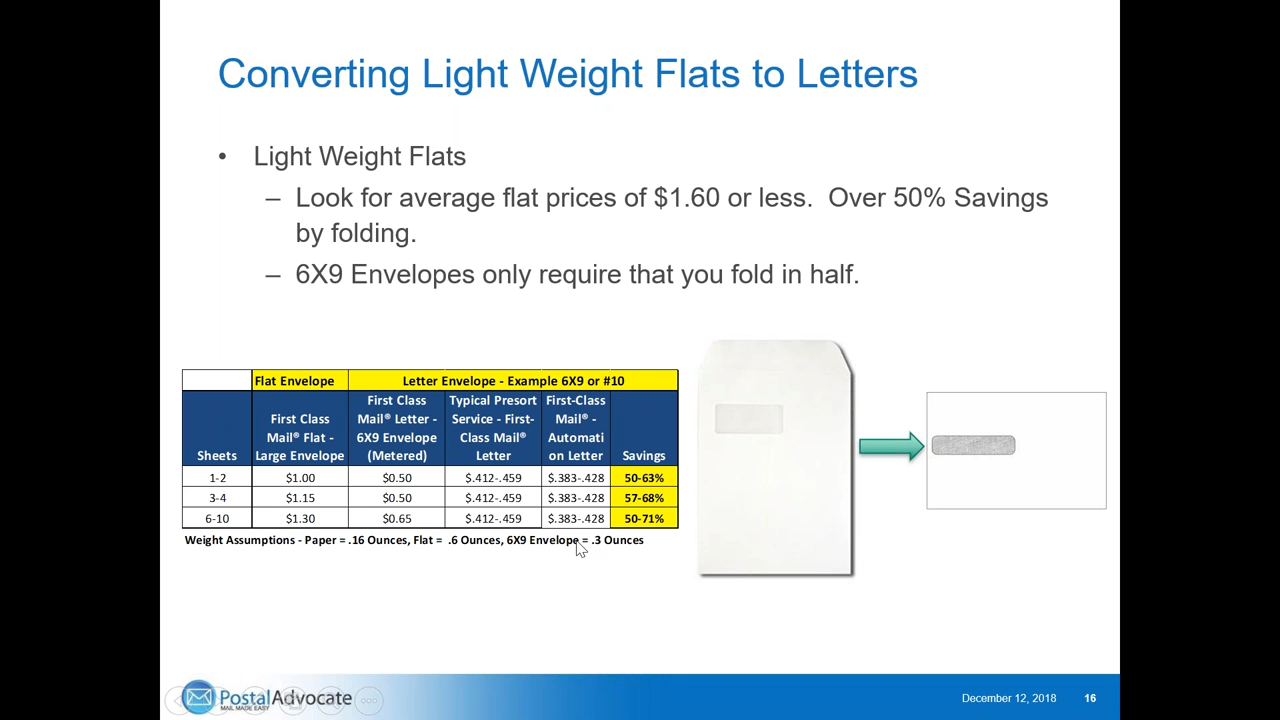 Converting Light Weight Flats to Letters
• Light Weight Flats
– Look for average flat prices of $1.60 or less. Over 50% Savings
by folding.
– 6X9 Envelopes only require that you fold in half.
Flat Envelope Letter Envelope - Example 6X9 or #10
Sheets First Class Mail® Flat - Large Envelope First Class Mail® Letter - 6X9 Envelope (Metered) Typical Presort Service - First-Class Mail® Letter First-Class Mail® - Automati on Letter Savings
1-2 $1.00 $0.50 $.412-.459 $.383-.428 50-63%
3-4 $1.15 $0.50 $.412-.459 $.383-.428 57-68%
6-10 $1.30 $0.65 $.412-.459 $.383-.428 50-71%
Weight Assumptions - Paper = .16 Ounces, Flat = .6 Ounces, 6X9 Envelope = .3 Ounces
PostalAdvocate
MAIL MADE EASY
December 12, 2018 16